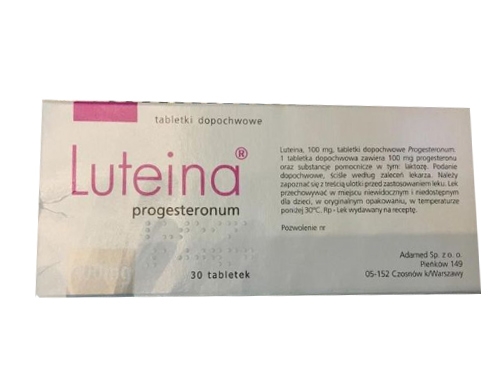 tabletki dopochwowe
Luteina®
progesteronum
100mg
30 tabletek
Luteina, 100 mg, tabletki dopochwowe Progesteronum.
1 tabletka dopochwowa zawiera 100 mg progesteronu
oraz substancje pomocnicze w tym: laktozę. Podanie
dopochwowe, ściśle według zaleceń lekarza. Należy
zapoznać się z treścią ulotki przed zastosowaniem leku. Lek
przechowywać w miejscu niewidocznym i niedostępnym
dla dzieci, w oryginalnym opakowaniu, w temperaturze
poniżej 30°C. Rp - Lek wydawany na receptę.
Pozwolenie nr
Adamed Sp. z o. o.
Pieńków 149
05-152 Czosnów k/Warszawy